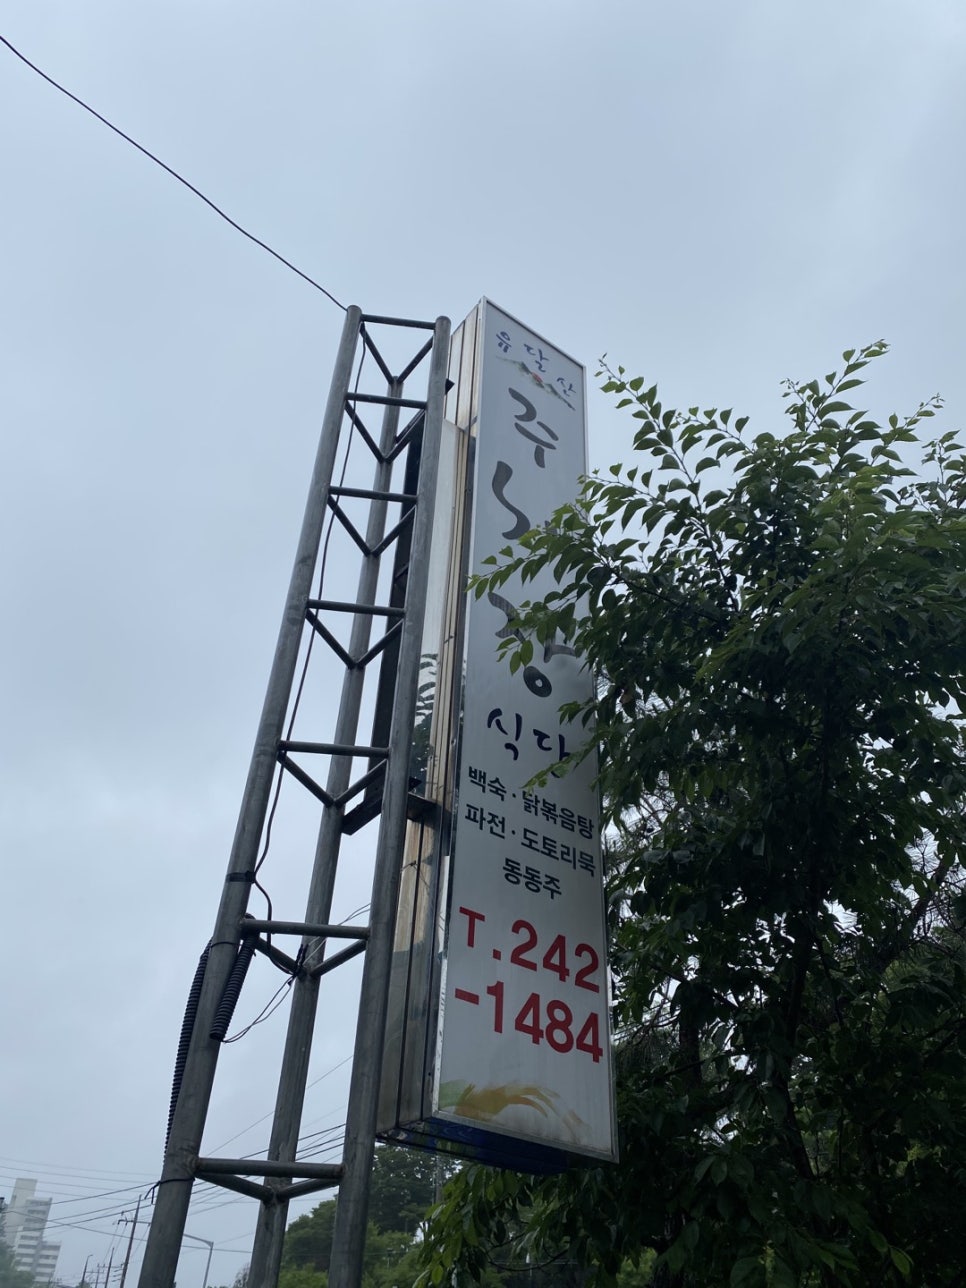 유달산
주
식당
백숙·닭볶음탕
파전·도토리묵
동동주
T.242
-1484